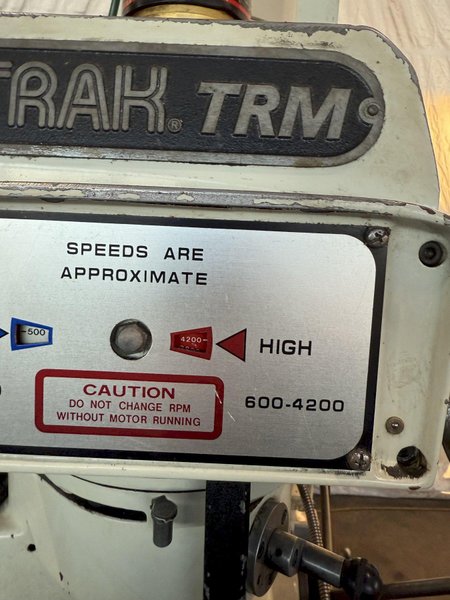 TRAK® TRM
SPEEDS ARE
APPROXIMATE
-500
4200-
HIGH
CAUTION
DO NOT CHANGE RPM
WITHOUT MOTOR RUNNING
600-4200